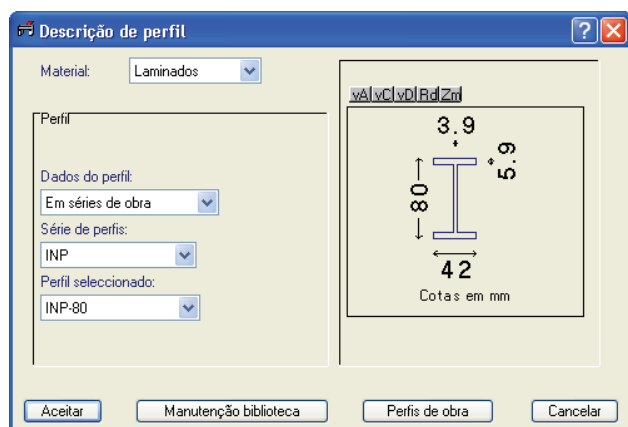 Descrição de perfil
Material: Laminados
Perfil
Dados do perfil:
Em séries de obra
Série de perfis:
INP
Perfil seleccionado:
INP-80
vA vC vD Rd Zm
3.9
5.9
80
42
Cotas em mm
Aceitar Manutenção biblioteca Perfis de obra Cancelar